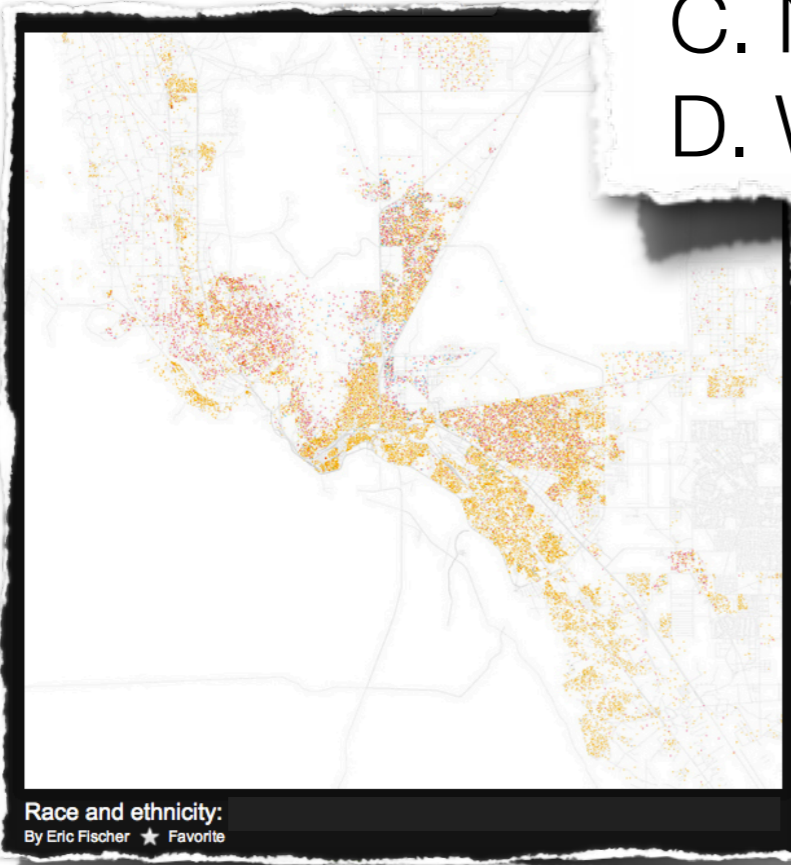 C.
D.
Race and ethnicity:
By Eric Fischer ★ Favorite